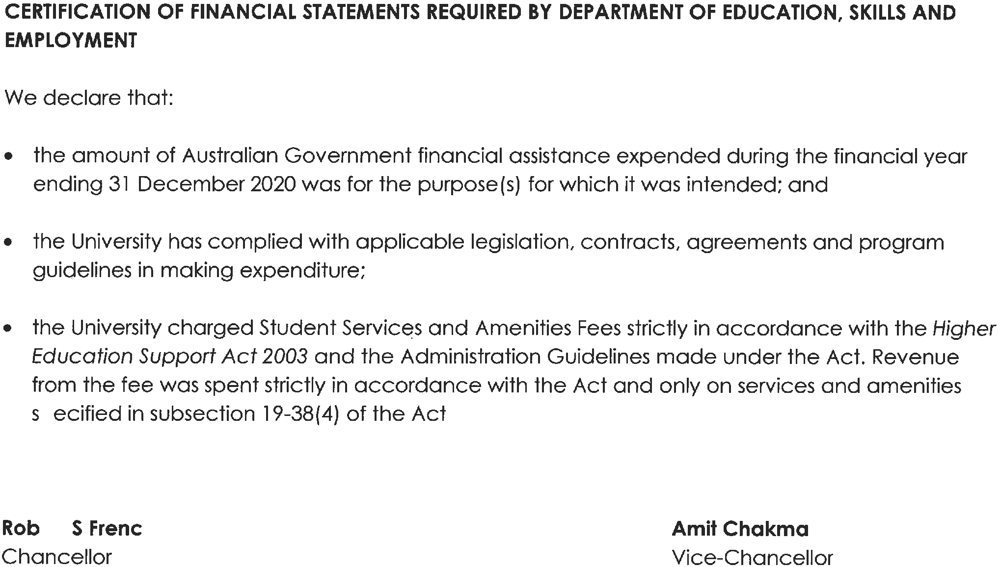 CERTIFICATION OF FINANCIAL STATEMENTS REQUIRED BY DEPARTMENT OF EDUCATION, SKILLS AND
EMPLOYMENT
We declare that:
• the amount of Australian Government financial assistance expended during the financial year
ending 31 December 2020 was for the purpose(s) for which it was intended; and
• the University has complied with applicable legislation, contracts, agreements and program
guidelines in making expenditure;
• the University charged Student Services and Amenities Fees strictly in accordance with the Higher
Education Support Act 2003 and the Administration Guidelines made under the Act. Revenue
from the fee was spent strictly in accordance with the Act and only on services and amenities
s ecified in subsection 19-38(4) of the Act
Rob S Frenc
Amit Chakma
Chancellor
Vice-Chancellor